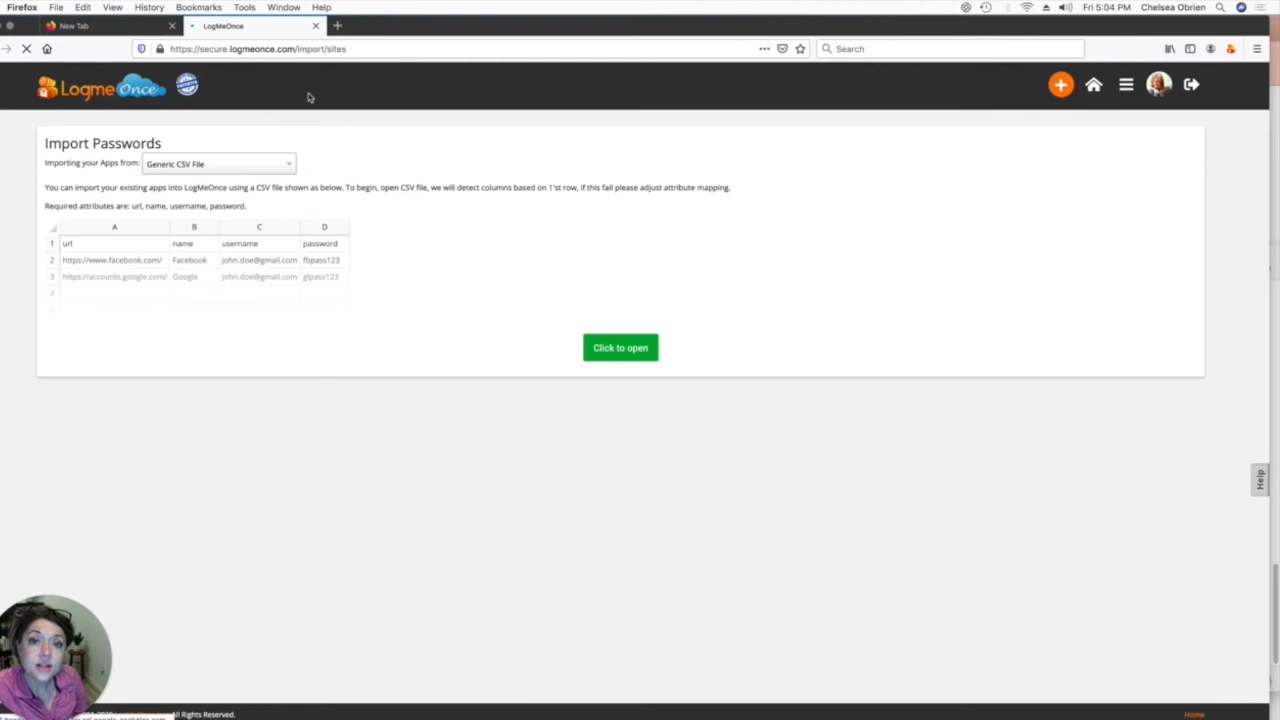 Firefox File Edit View History Bookmarks Tools Window Help Fri 5:04 PM Chelsea Obrien
New Tab LogMeOnce
https://secure.logmeonce.com/import/sites Search
LogmeOnce
Import Passwords
Importing your Apps from: Generic CSV File
You can import your existing apps into LogMeOnce using a CSV file shown as below. To begin, open CSV file, we will detect columns based on 1'st row, if this fail please adjust attribute mapping.
Required attributes are: url, name, username, password.
A B C D
1 url name username password
2 https://www.facebook.com/ Facebook john.doe@gmail.com fbpass123
3 https://accounts.google.com/ Google john.doe@gmail.com glpass123
4
Click to open
Help
All Rights Reserved. Home